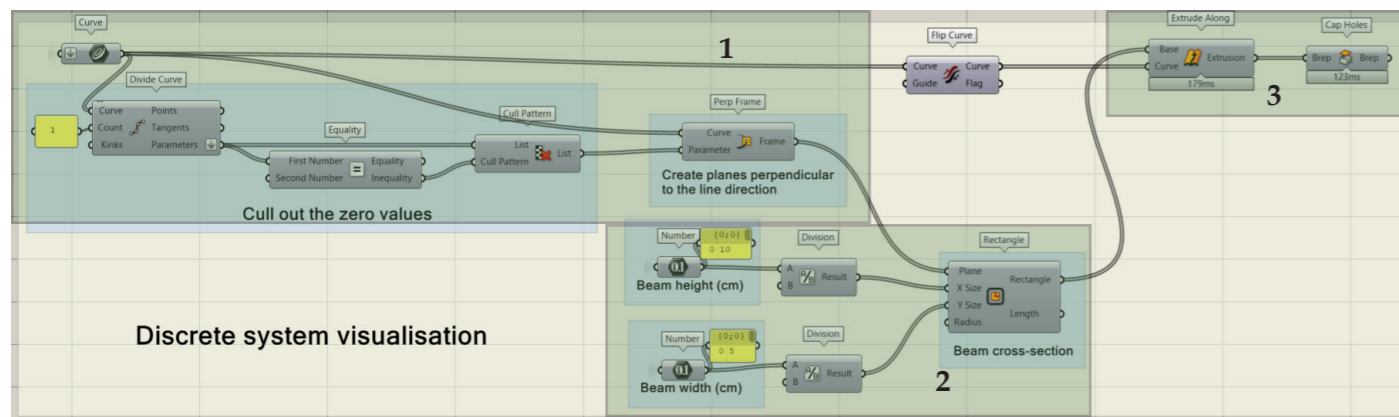 Curve
1
Flip Curve
Extrude Along
Cap Holes
Curve Curve
Guide Flag
Base
Curve
Extrusion
179ms
Brep Brep
123ms
3
Divide Curve
1
Curve Points
Count Tangents
Kinks Parameters
Equality
First Number Equality
Second Number Inequality
=
Cull Pattern
List
Cull Pattern
List
Cull out the zero values
Perp Frame
Curve
Parameter
Frame
Create planes perpendicular
to the line direction
Number
{0;0}
0 10
0.1
Beam height (cm)
Division
A
B
A/B
Result
Rectangle
Plane
X Size
Y Size
Radius
Rectangle
Length
Beam cross-section
Number
{0;0}
0 5
0.1
Beam width (cm)
Division
A
B
A/B
Result
2
Discrete system visualisation